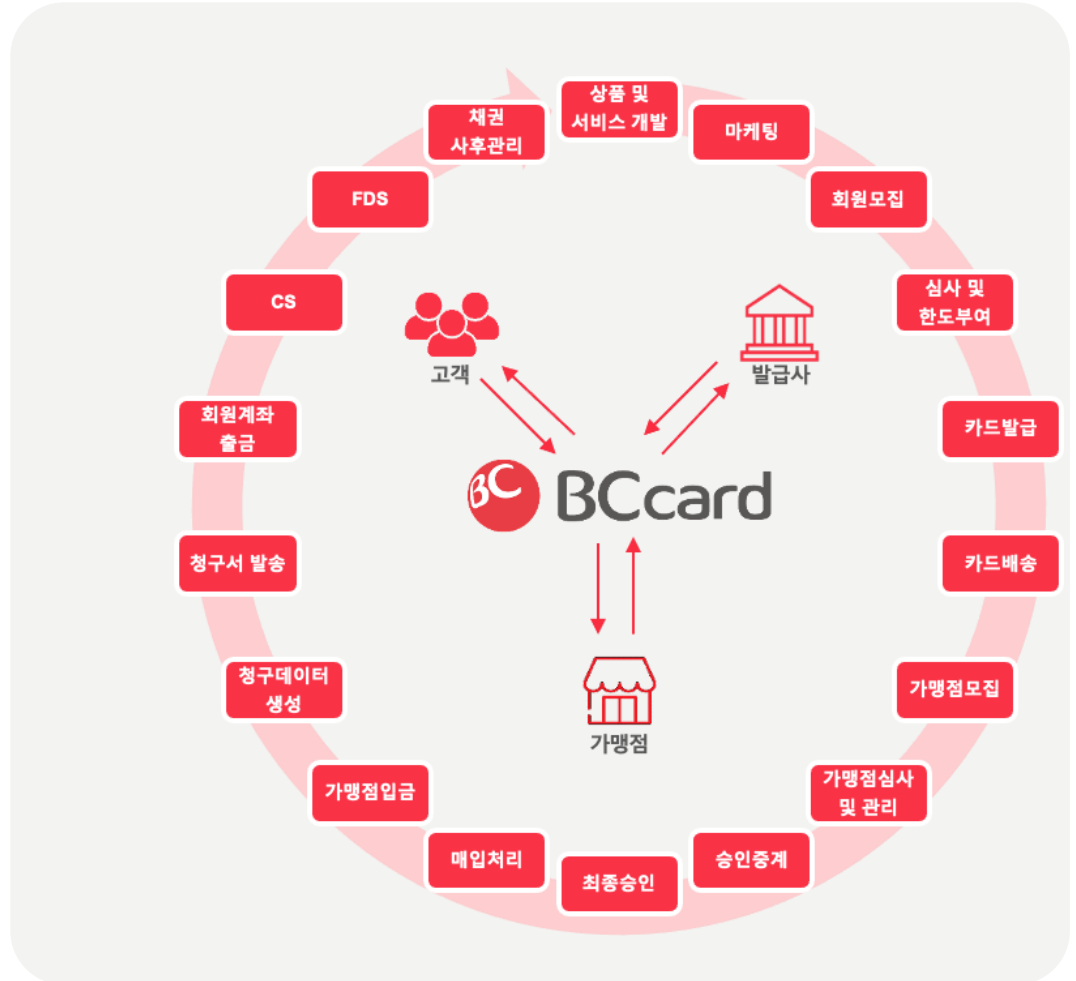 상품 및
서비스 개발
마케팅
회원모집
심사 및
한도부여
카드발급
카드배송
가맹점모집
가맹점심사
및 관리
승인중계
최종승인
매입처리
가맹점입금
청구데이터
생성
청구서 발송
회원계좌
출금
CS
FDS
채권
사후관리
고객
발급사
BC BCcard
가맹점